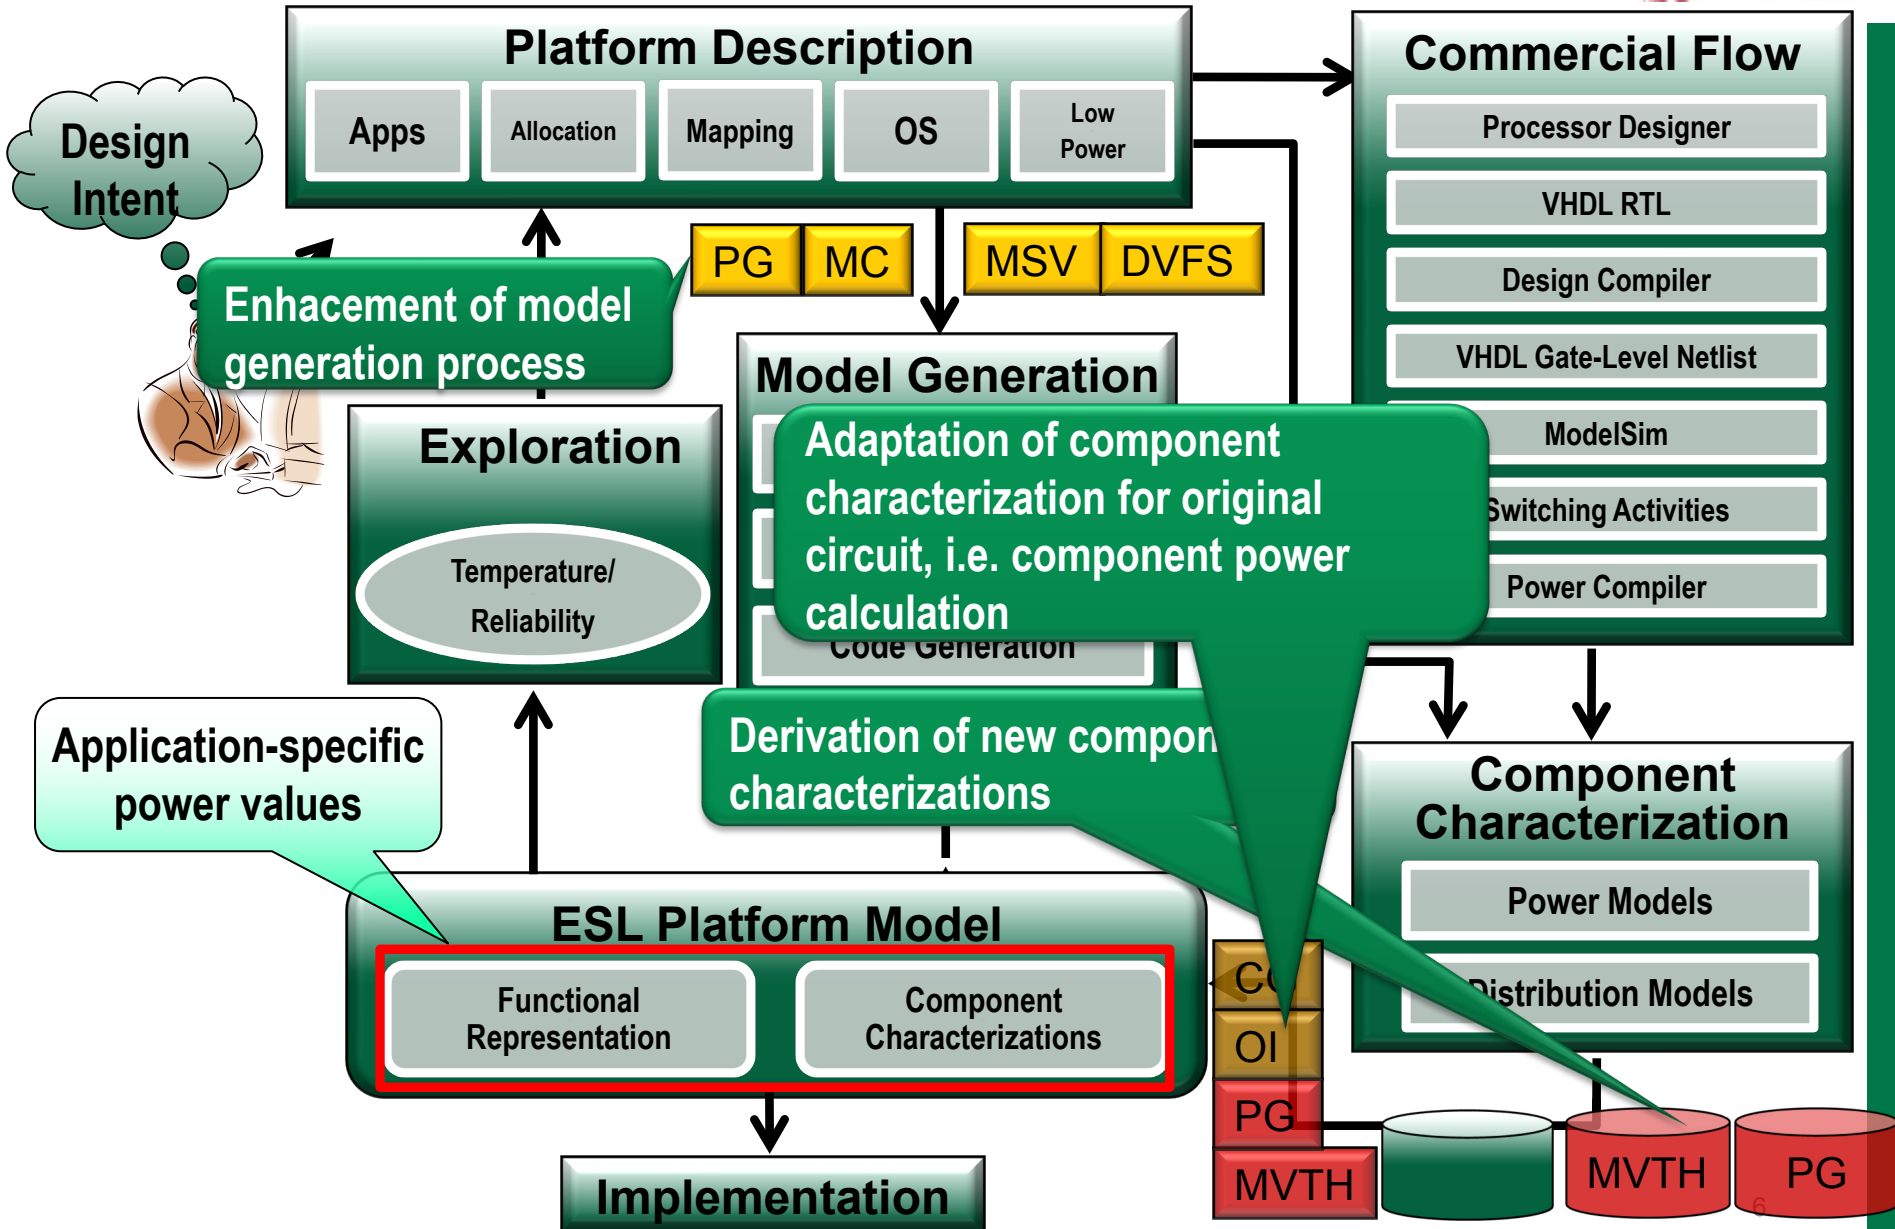 Platform Description
Apps
Allocation
Mapping
OS
Low
Power
Commercial Flow
Processor Designer
VHDL RTL
Design Compiler
VHDL Gate-Level Netlist
ModelSim
Switching Activities
Power Compiler
Design
Intent
PG
MC
MSV
DVFS
Enhacement of model
generation process
Model Generation
Code Generation
Exploration
Temperature/
Reliability
Adaptation of component
characterization for original
circuit, i.e. component power
calculation
Derivation of new
characterizations
Application-specific
power values
Component
Characterization
Power Models
Distribution Models
ESL Platform Model
Functional
Representation
Component
Characterizations
OI
PG
MVTH
MVTH
PG
6
Implementation